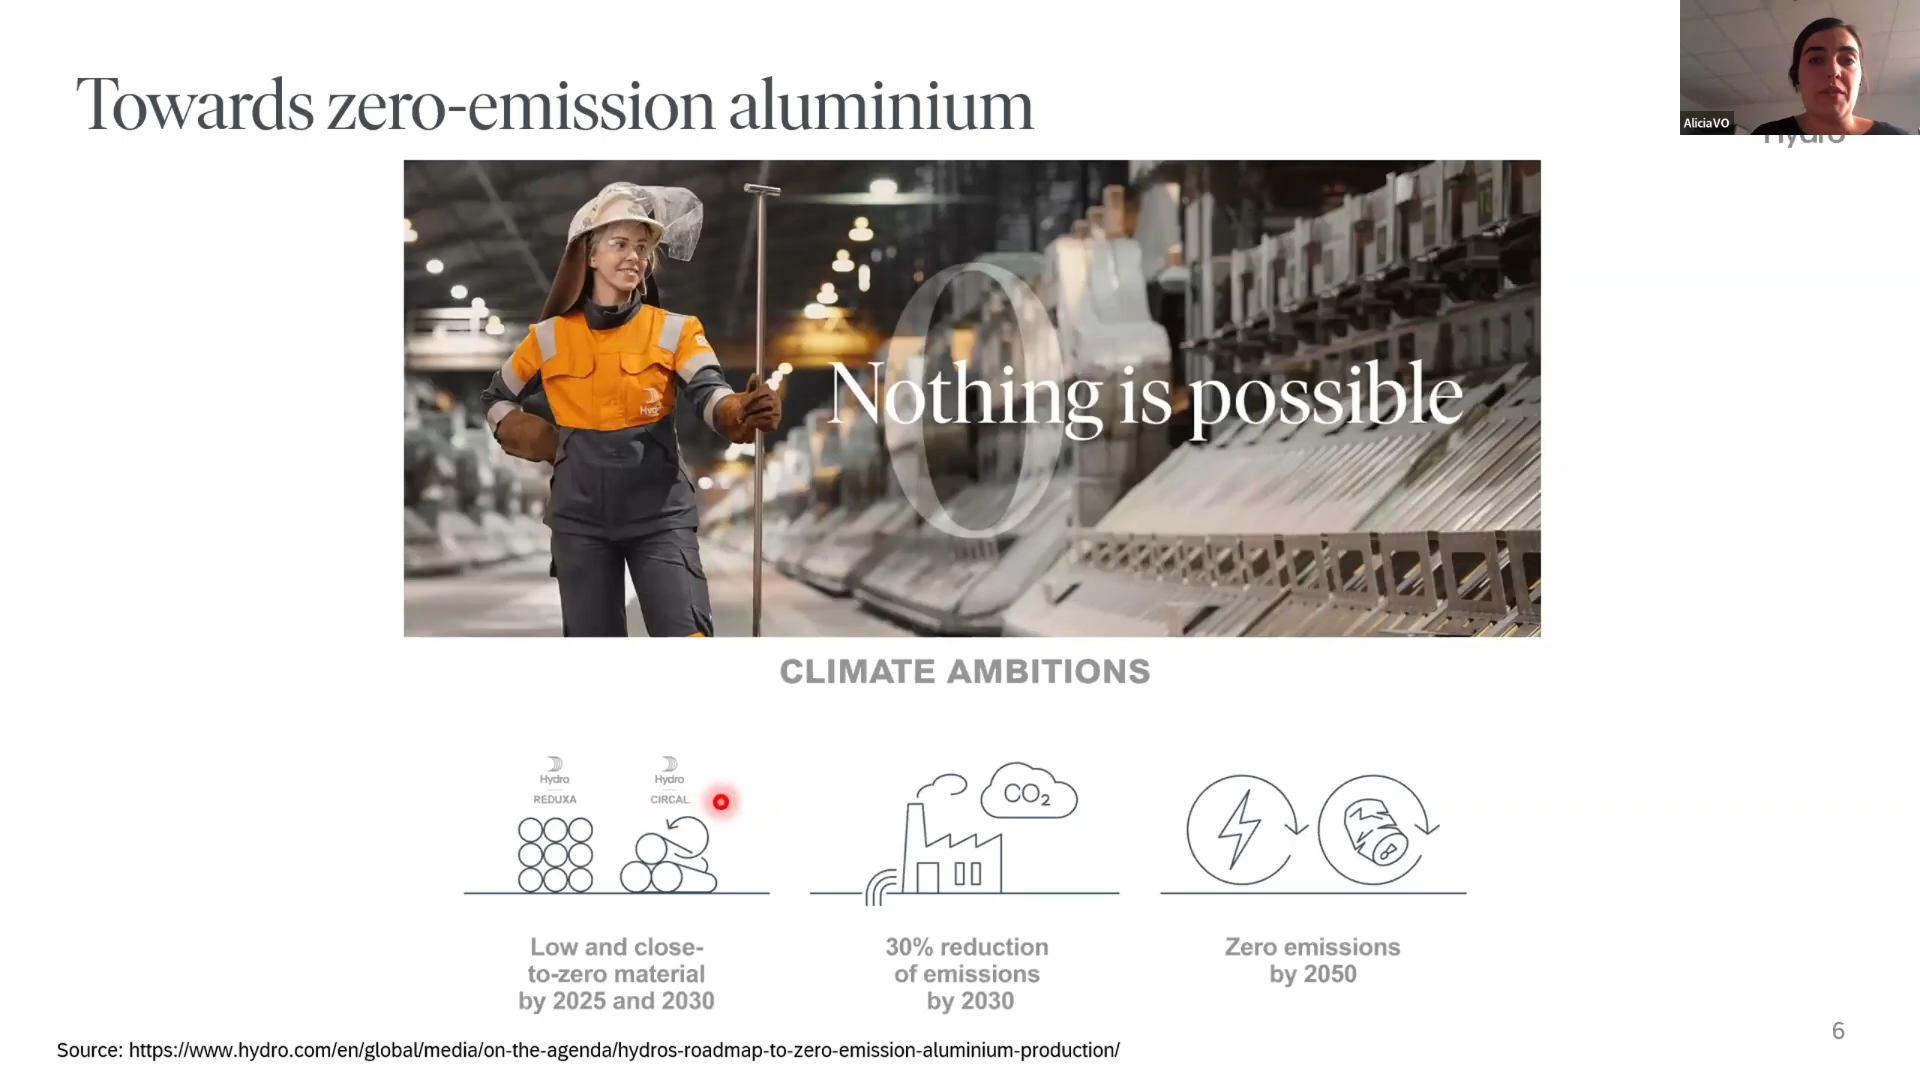 Towards zero-emission aluminium
AliciaVO
Hydro
Hydro
0
Nothing is possible
CLIMATE AMBITIONS
Hydro
REDUXA
Hydro
CIRCAL
CO2
Low and close-
to-zero material
by 2025 and 2030
30% reduction
of emissions
by 2030
Zero emissions
by 2050
6
Source: https://www.hydro.com/en/global/media/on-the-agenda/hydros-roadmap-to-zero-emission-aluminium-production/